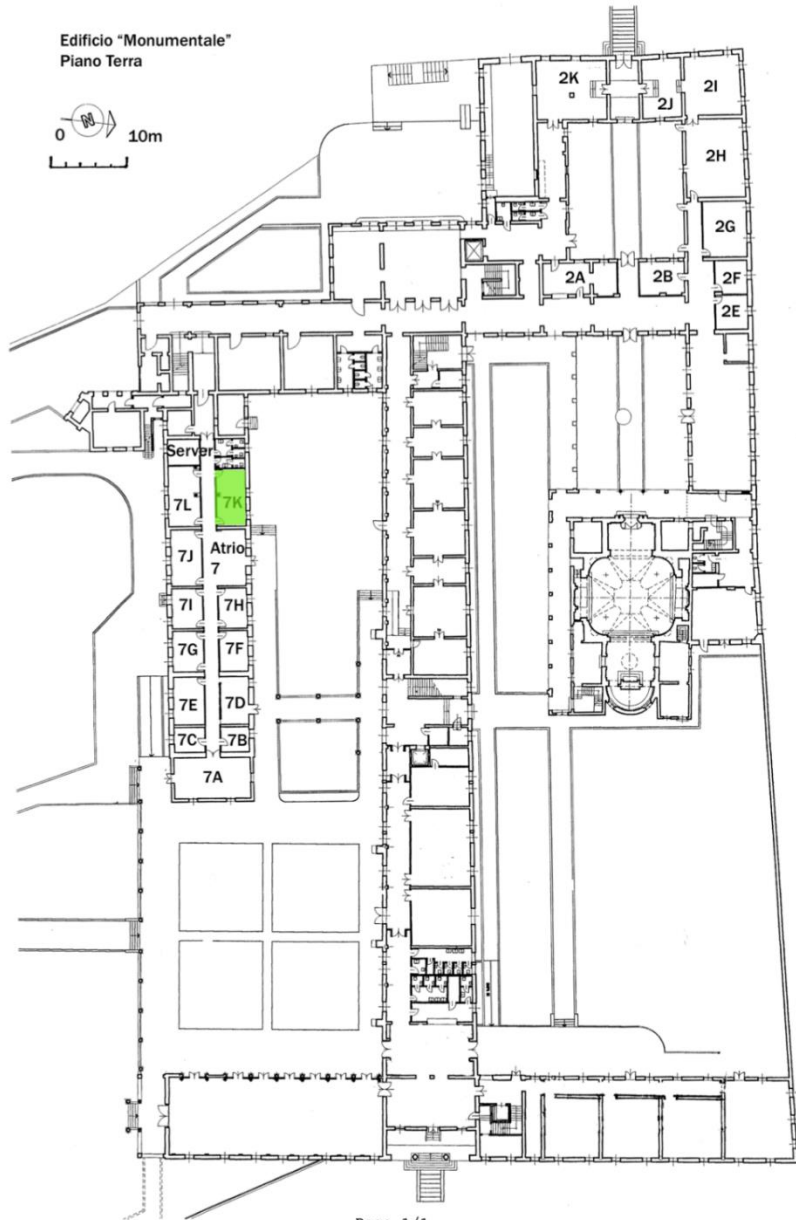 Edificio “Monumentale”
Piano Terra
N
0 10m
2K
2J
2I
2H
2G
2A
2B
2F
2E
Server
7L
7K
7J
Atrio
7
7I
7H
7G
7F
7E
7D
7C
7B
7A